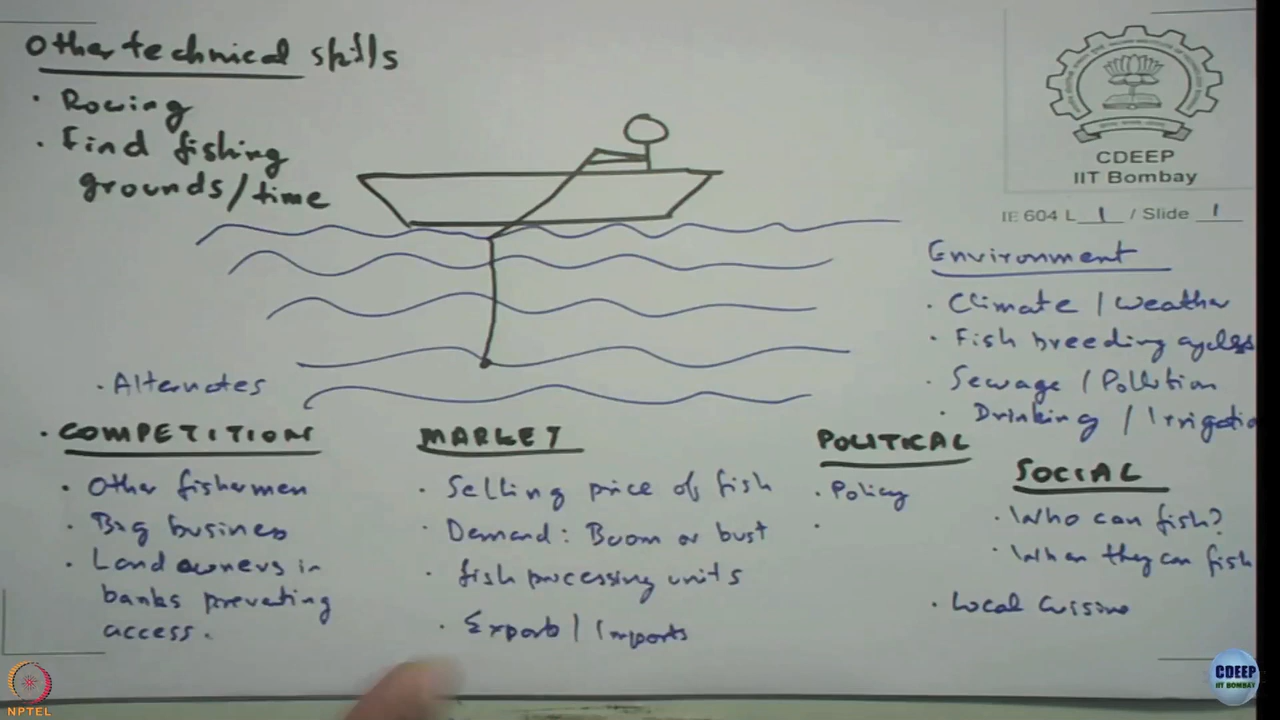 Other technical skills
• Rowing
• Find fishing
grounds/time
CDEEP
IIT Bombay
IE 604 L 1 / Slide 1
Environment
• Climate / weather
• Fish breeding cycles
• Sewage / Pollution
• Drinking / Irrigatio
• Alternates
• COMPETITION
• Other fishermen
• Big business
• Land owners in
banks preventing
access.
MARKET
• Selling price of fish
• Demand: Boom or bust
• fish processing units
• Exports / Imports
POLITICAL
• Policy
•
SOCIAL
• Who can fish?
• When they can fish
• Local Cuisine
NPTEL
CDEEP
IIT BOMBAY